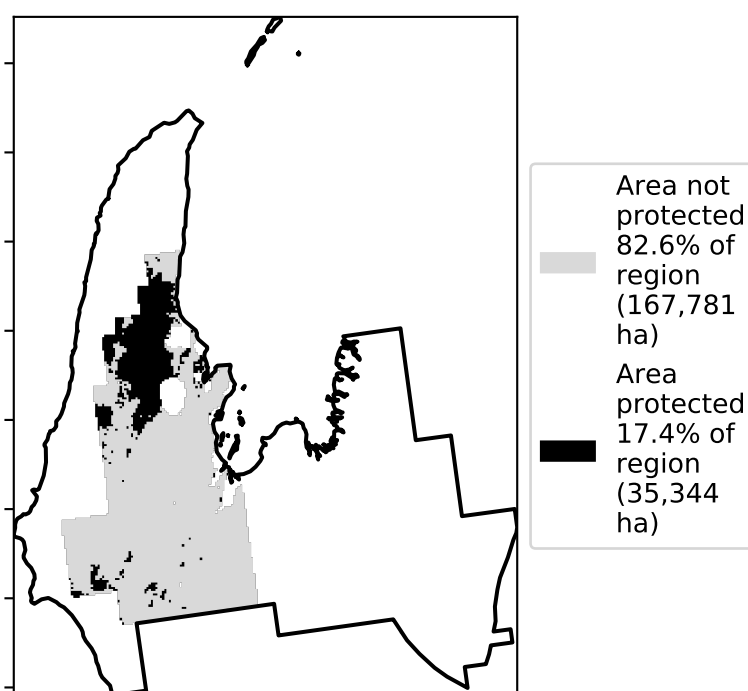 Area not
protected
82.6% of
region
(167,781
ha)
Area
protected
17.4% of
region
(35,344
ha)